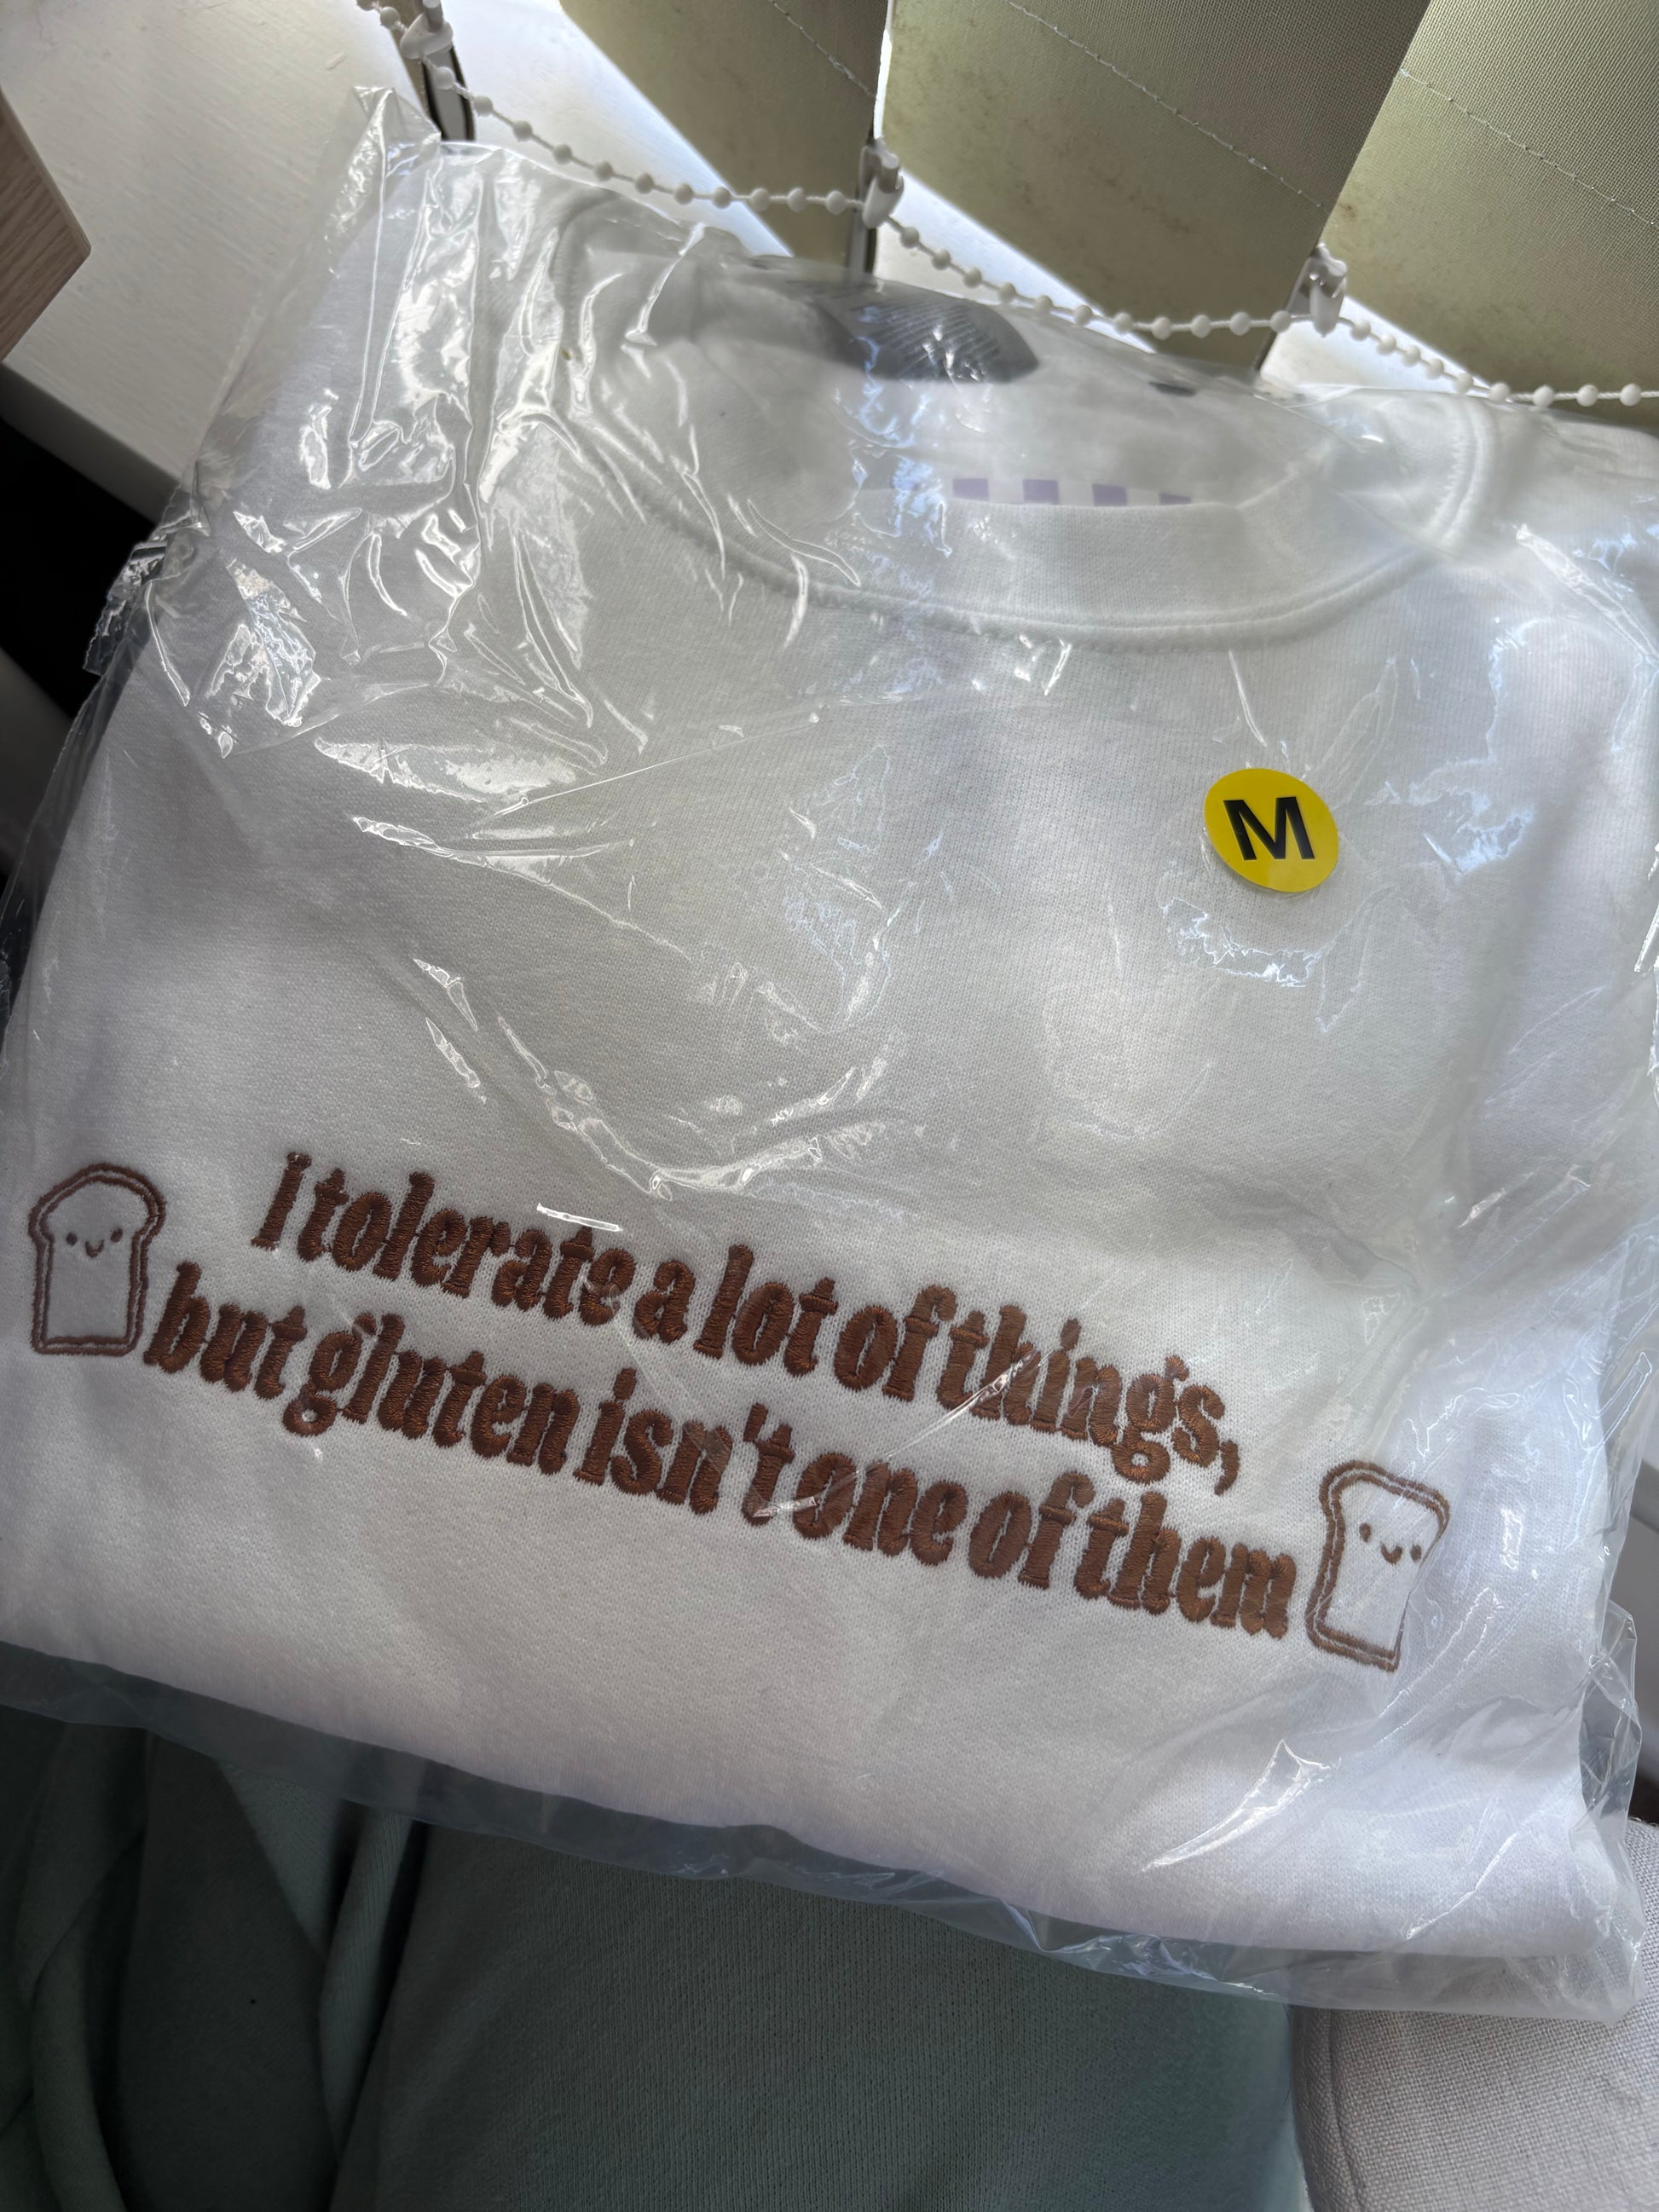 M
I tolerate a lot of things,
but gluten isn't one of them